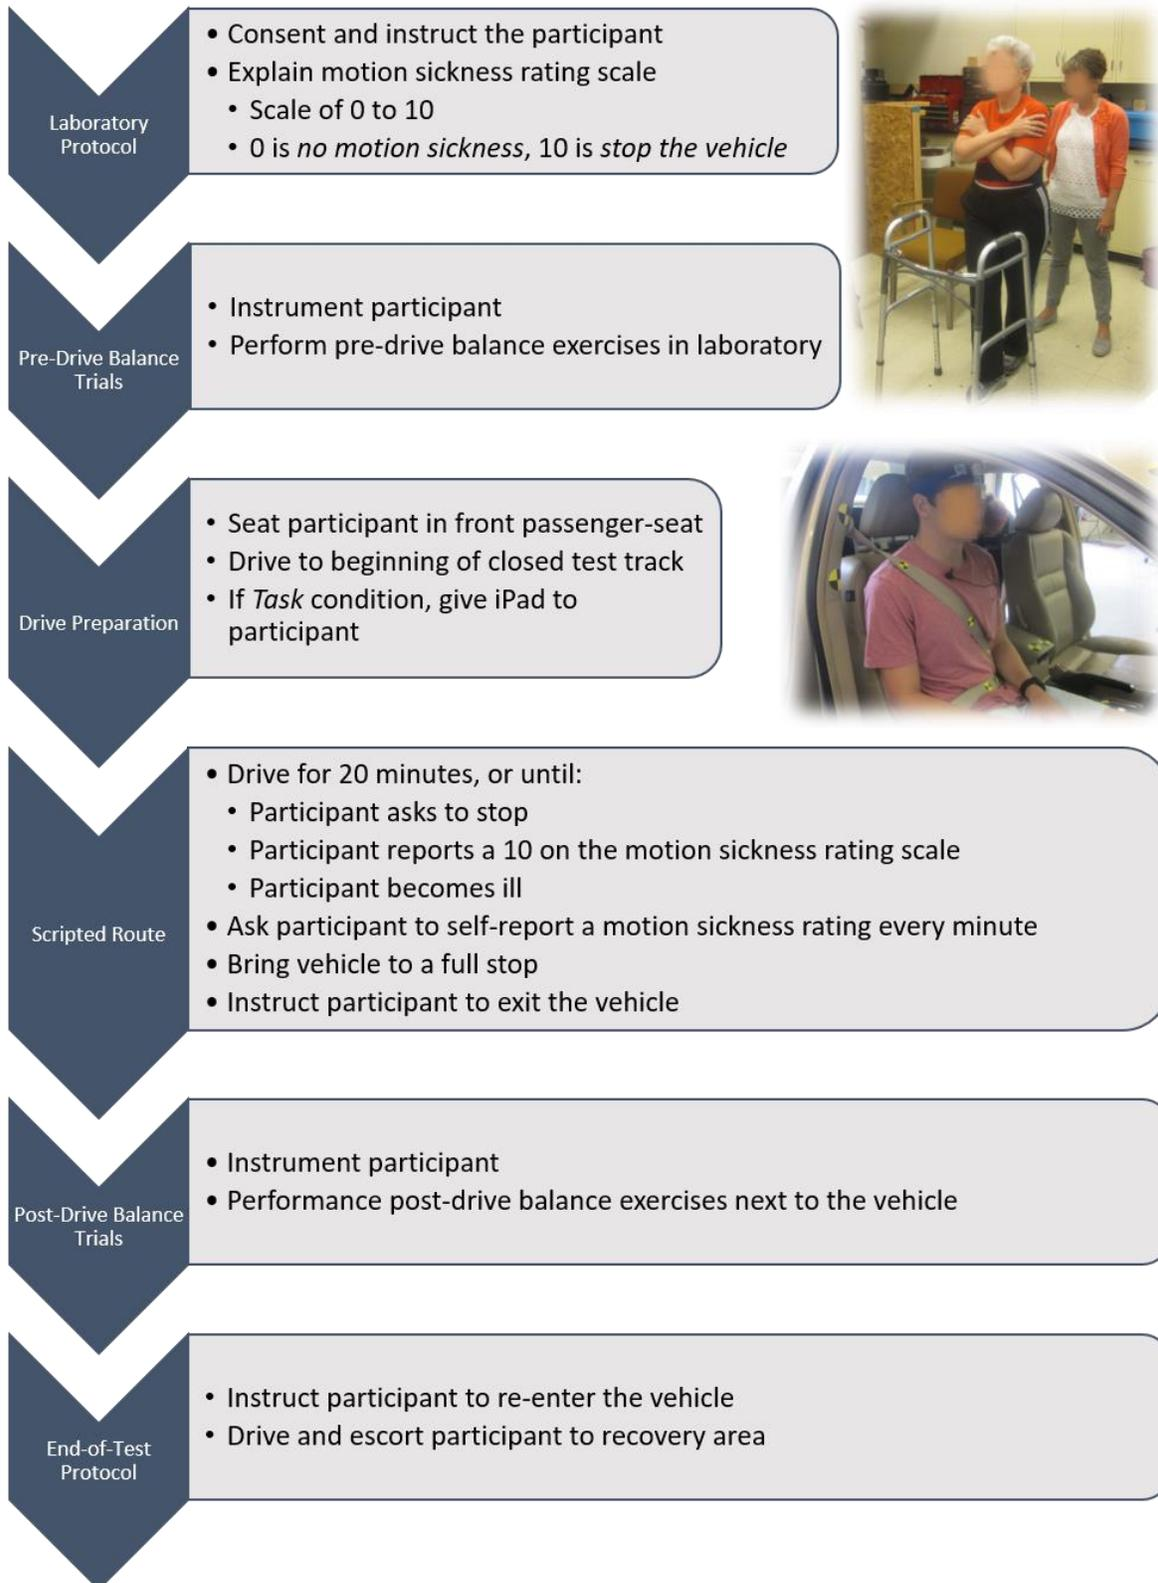 Laboratory
Protocol
• Consent and instruct the participant
• Explain motion sickness rating scale
• Scale of 0 to 10
• 0 is no motion sickness, 10 is stop the vehicle
Pre-Drive Balance
Trials
• Instrument participant
• Perform pre-drive balance exercises in laboratory
Drive Preparation
• Seat participant in front passenger-seat
• Drive to beginning of closed test track
• If Task condition, give iPad to
participant
Scripted Route
• Drive for 20 minutes, or until:
• Participant asks to stop
• Participant reports a 10 on the motion sickness rating scale
• Participant becomes ill
• Ask participant to self-report a motion sickness rating every minute
• Bring vehicle to a full stop
• Instruct participant to exit the vehicle
Post-Drive Balance
Trials
• Instrument participant
• Performance post-drive balance exercises next to the vehicle
End-of-Test
Protocol
• Instruct participant to re-enter the vehicle
• Drive and escort participant to recovery area